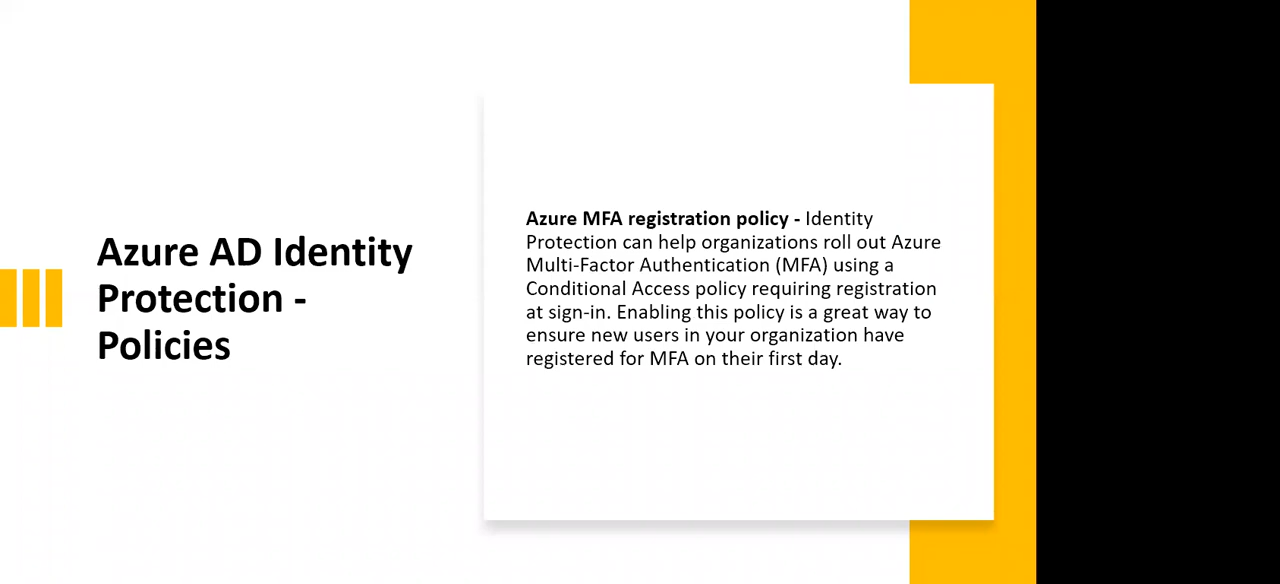 Azure AD Identity
Protection -
Policies
Azure MFA registration policy - Identity
Protection can help organizations roll out Azure
Multi-Factor Authentication (MFA) using a
Conditional Access policy requiring registration
at sign-in. Enabling this policy is a great way to
ensure new users in your organization have
registered for MFA on their first day.